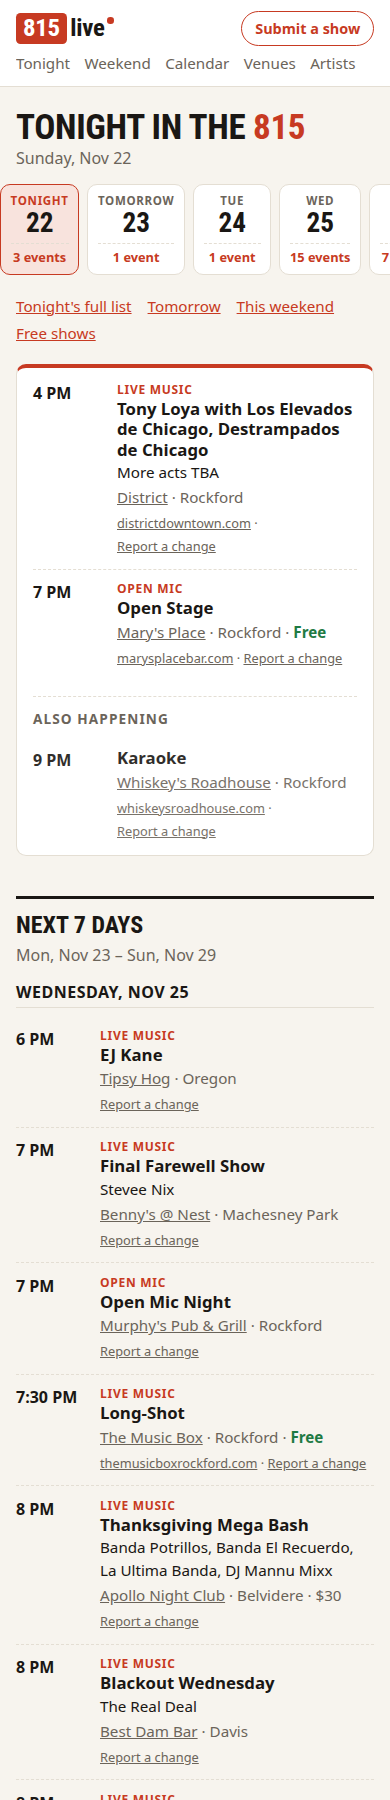 815 live
Submit a show
Tonight Weekend Calendar Venues Artists
TONIGHT IN THE 815
Sunday, Nov 22
TONIGHT TOMORROW TUE WED
22 23 24 25
3 events 1 event 1 event 15 events 7
Tonight's full list Tomorrow This weekend
Free shows
LIVE MUSIC
4 PM
Tony Loya with Los Elevados
de Chicago, Destrampados
de Chicago
More acts TBA
District · Rockford
districtdowntown.com ·
Report a change
OPEN MIC
7 PM
Open Stage
Mary's Place · Rockford · Free
marysplacebar.com · Report a change
ALSO HAPPENING
9 PM Karaoke
Whiskey's Roadhouse · Rockford
whiskeysroadhouse.com ·
Report a change
NEXT 7 DAYS
Mon, Nov 23 – Sun, Nov 29
WEDNESDAY, NOV 25
LIVE MUSIC
6 PM
EJ Kane
Tipsy Hog · Oregon
Report a change
LIVE MUSIC
7 PM
Final Farewell Show
Stevee Nix
Benny's @ Nest · Machesney Park
Report a change
OPEN MIC
7 PM
Open Mic Night
Murphy's Pub & Grill · Rockford
Report a change
LIVE MUSIC
7:30 PM
Long-Shot
The Music Box · Rockford · Free
themusicboxrockford.com · Report a change
LIVE MUSIC
8 PM
Thanksgiving Mega Bash
Banda Potrillos, Banda El Recuerdo,
La Ultima Banda, DJ Mannu Mixx
Apollo Night Club · Belvidere · $30
Report a change
LIVE MUSIC
8 PM
Blackout Wednesday
The Real Deal
Best Dam Bar · Davis
Report a change
LIVE MUSIC